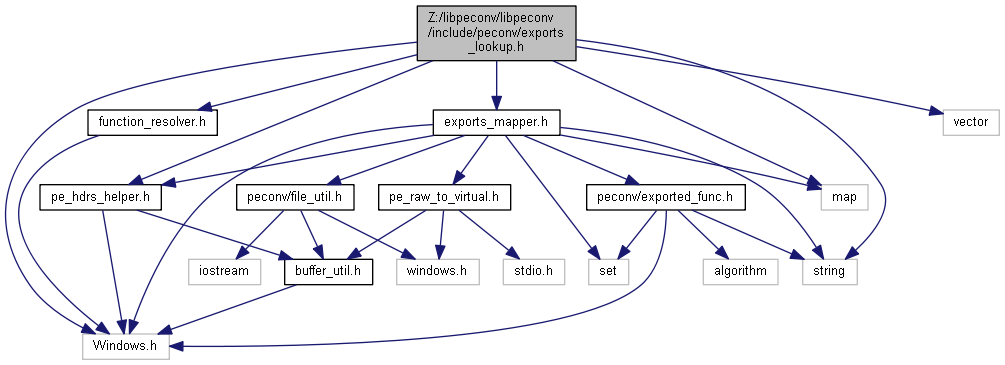 Z:/libpeconv/libpeconv
/include/peconv/exports
_lookup.h
function_resolver.h
exports_mapper.h
vector
pe_hdrs_helper.h
peconv/file_util.h
pe_raw_to_virtual.h
peconv/exported_func.h
map
iostream
buffer_util.h
windows.h
stdio.h
set
algorithm
string
Windows.h